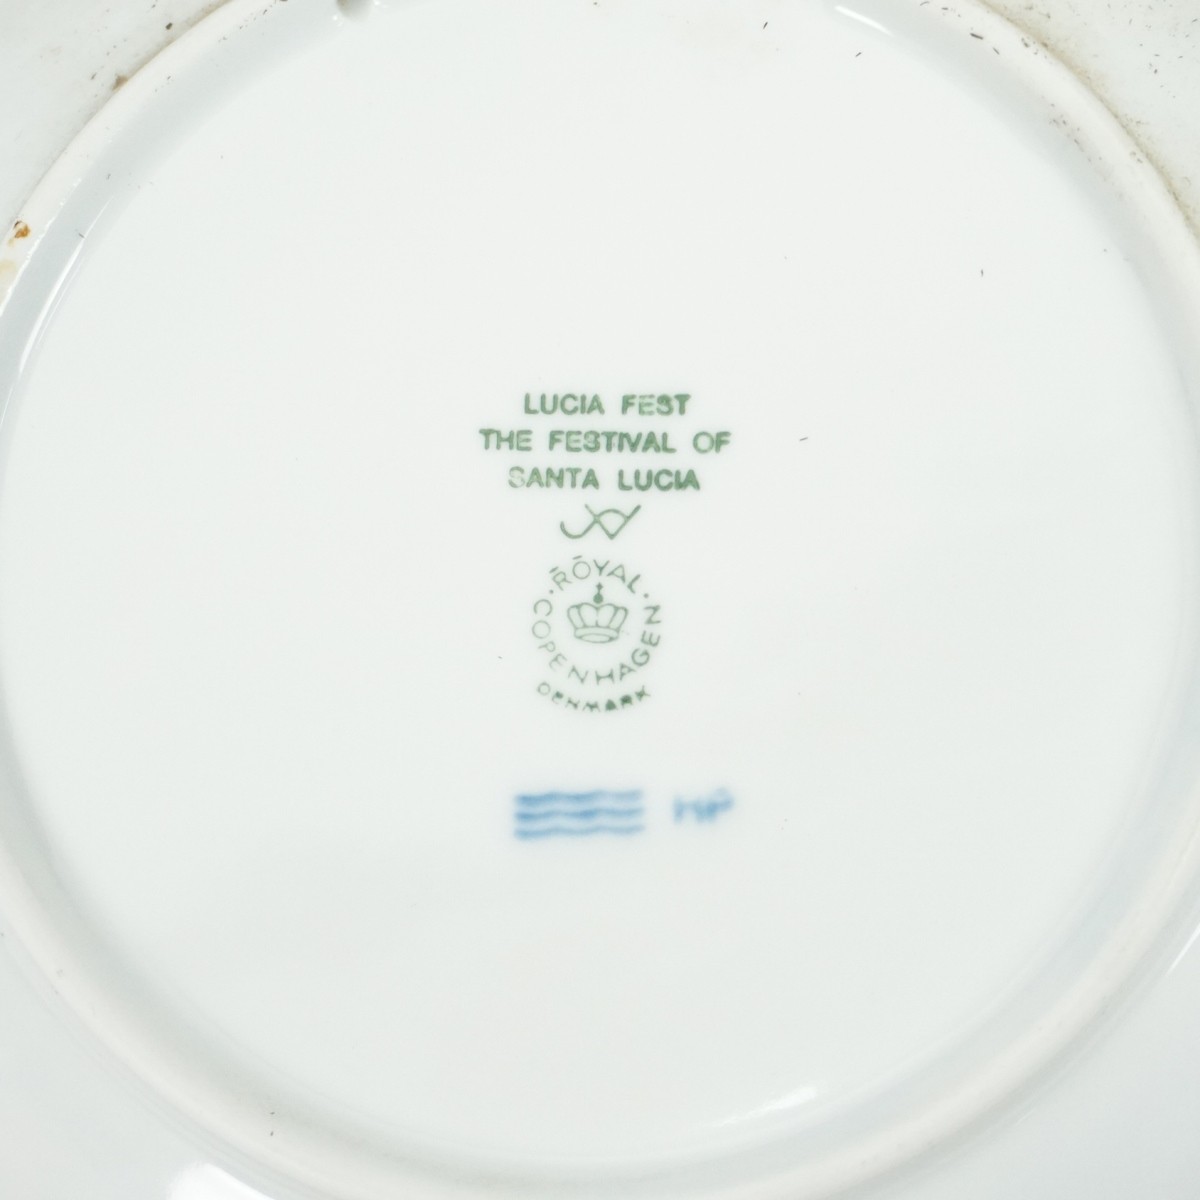 LUCIA FEST
THE FESTIVAL OF
SANTA LUCIA
ROYAL
COPENHAGEN
DENMARK
HP